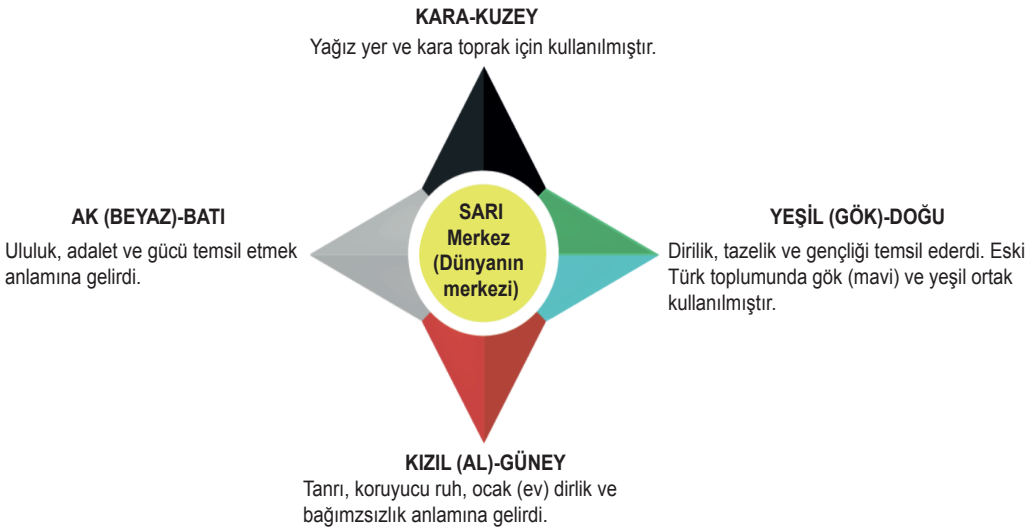 KARA-KUZEY
Yağız yer ve kara toprak için kullanılmıştır.
AK (BEYAZ)-BATI
Ululuk, adalet ve gücü temsil etmek
anlamına gelirdi.
SARI
Merkez
(Dünyanın
merkezi)
YEŞİL (GÖK)-DOĞU
Dirilik, tazelik ve gençliği temsil ederdi. Eski
Türk toplumunda gök (mavi) ve yeşil ortak
kullanılmıştır.
KIZIL (AL)-GÜNEY
Tanrı, koruyucu ruh, ocak (ev) dirlik ve
bağımzsızlık anlamına gelirdi.